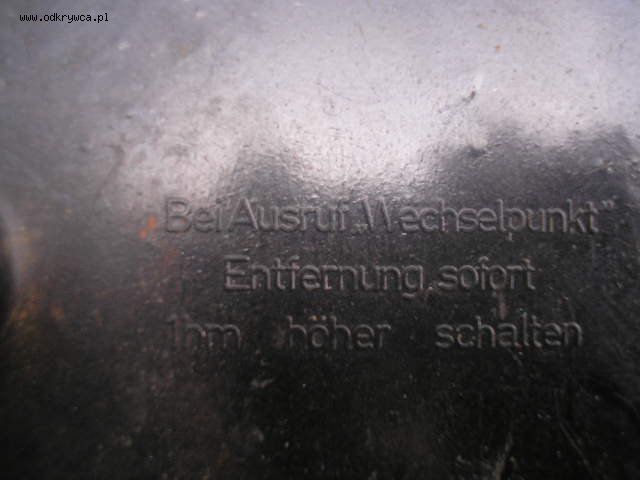 www.odkrywca.pl
Bei Ausruf „Wechselpunkt"
Entfernung sofort
1hm höher schalten